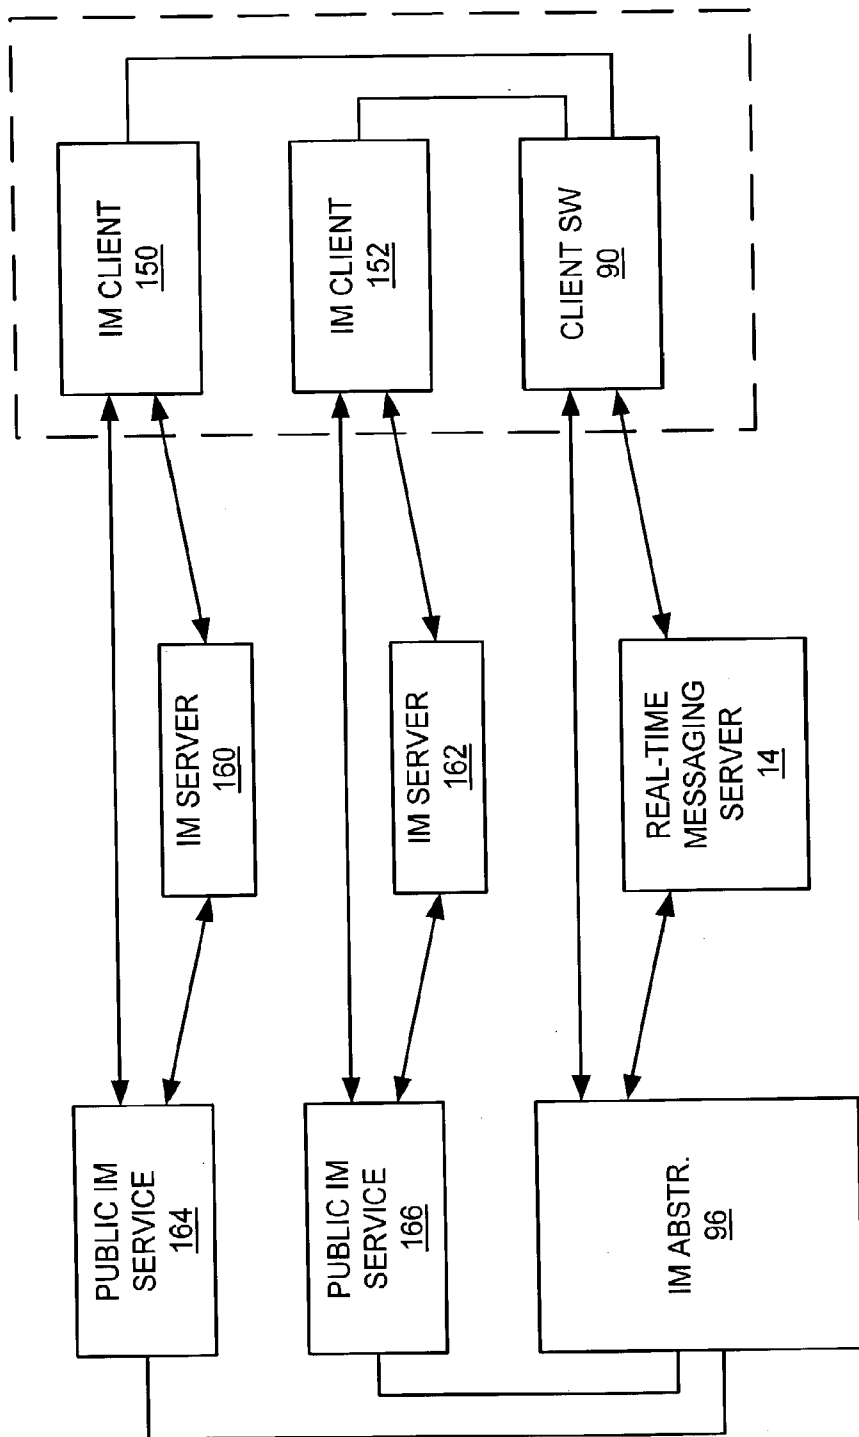 PUBLIC IM
SERVICE
164
IM SERVER
160
IM CLIENT
150
PUBLIC IM
SERVICE
166
IM SERVER
162
IM CLIENT
152
IM ABSTR.
96
REAL-TIME
MESSAGING
SERVER
14
CLIENT SW
90